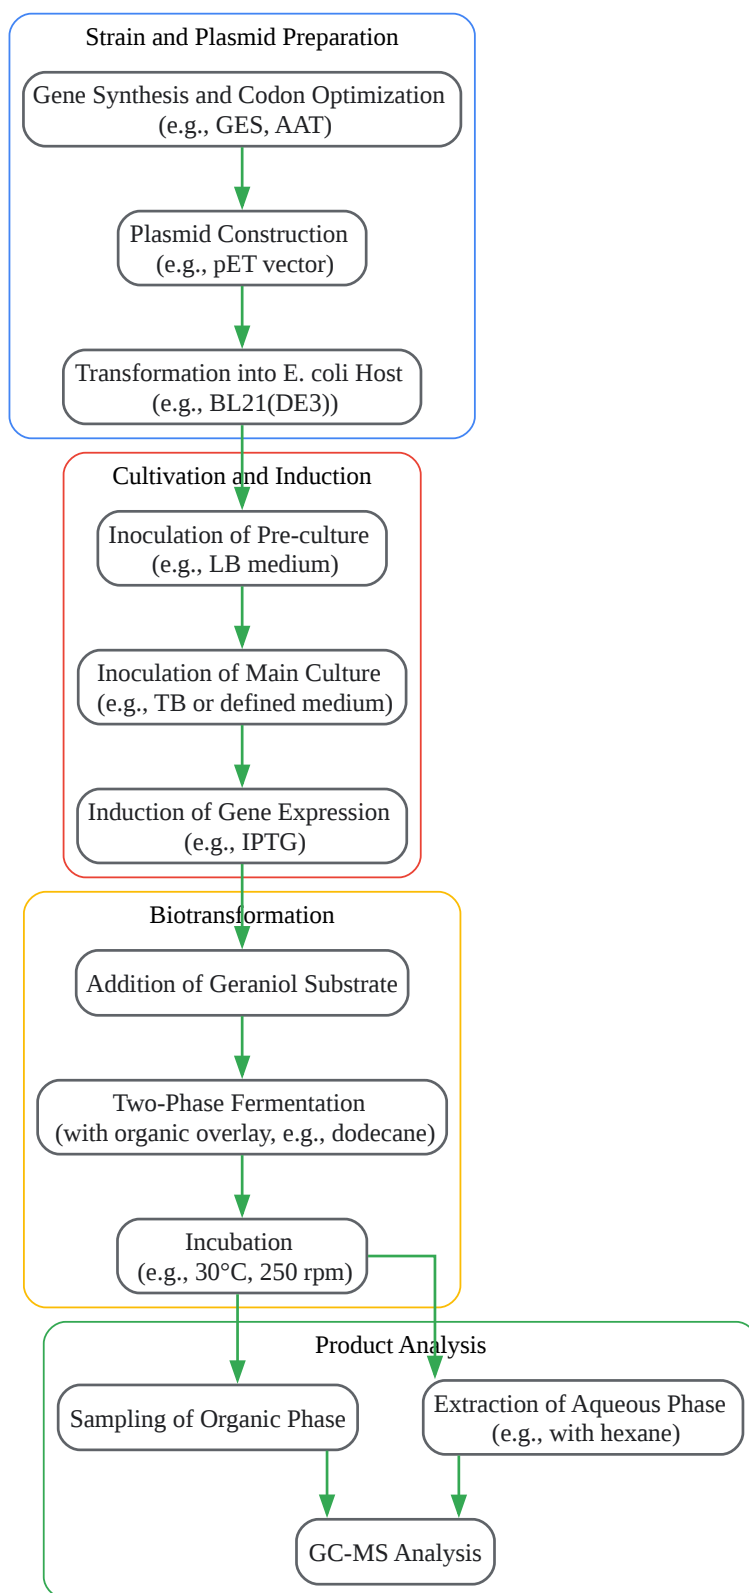 Strain and Plasmid Preparation
Gene Synthesis and Codon Optimization
(e.g., GES, AAT)
Plasmid Construction
(e.g., pET vector)
Transformation into E. coli Host
(e.g., BL21(DE3))
Cultivation and Induction
Inoculation of Pre-culture
(e.g., LB medium)
Inoculation of Main Culture
(e.g., TB or defined medium)
Induction of Gene Expression
(e.g., IPTG)
Biotransformation
Addition of Geraniol Substrate
Two-Phase Fermentation
(with organic overlay, e.g., dodecane)
Incubation
(e.g., 30°C, 250 rpm)
Product Analysis
Sampling of Organic Phase
Extraction of Aqueous Phase
(e.g., with hexane)
GC-MS Analysis